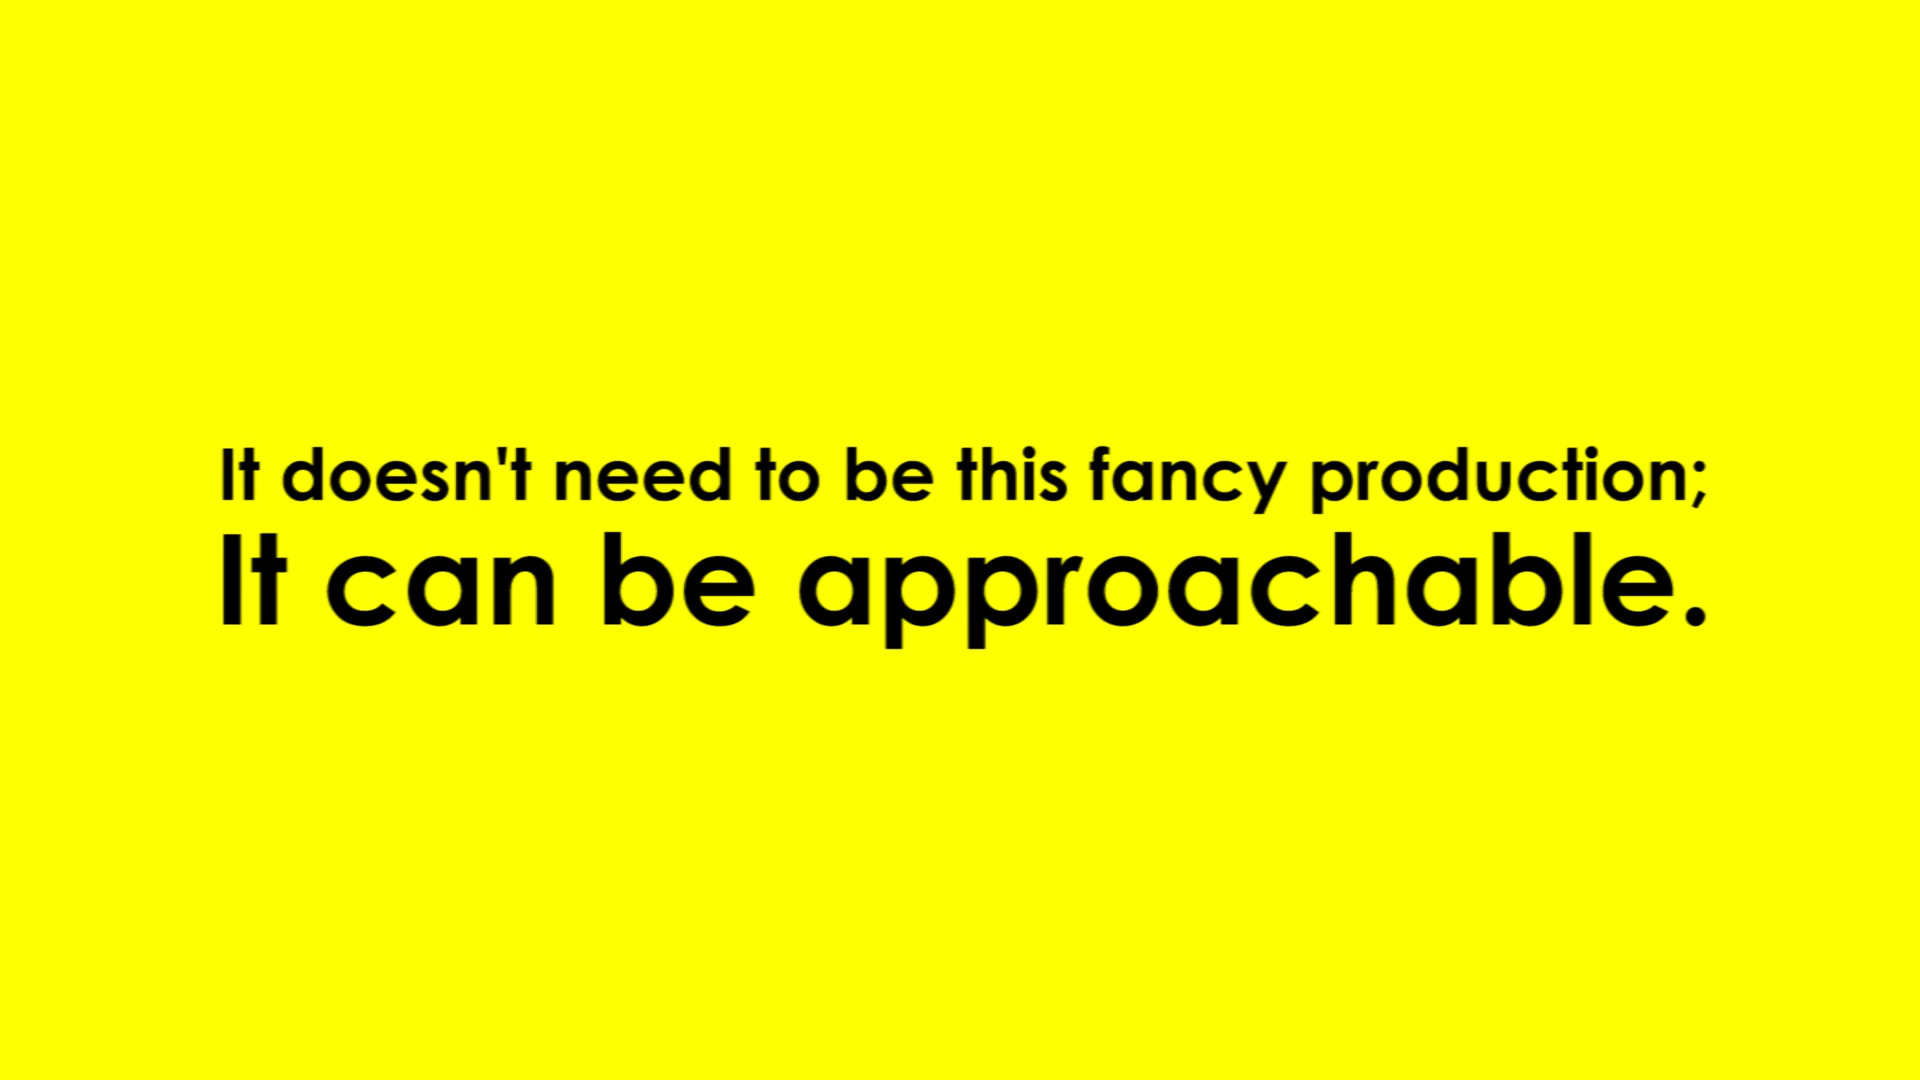 It doesn't need to be this fancy production;
It can be approachable.